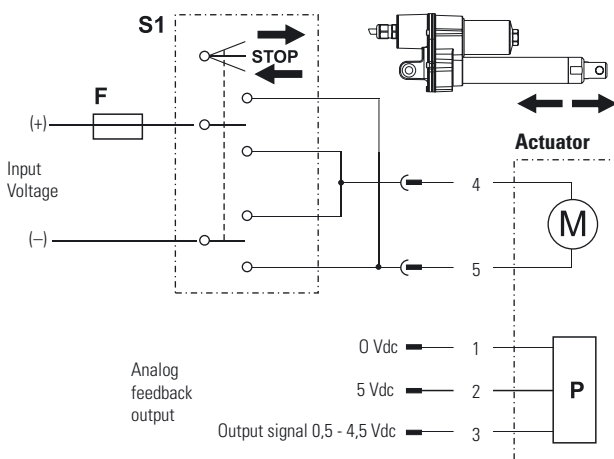 S1
STOP
F
(+)
Input
Voltage
(–)
Actuator
4
M
5
Analog
feedback
output
0 Vdc
1
5 Vdc
2
P
Output signal 0,5 - 4,5 Vdc
3